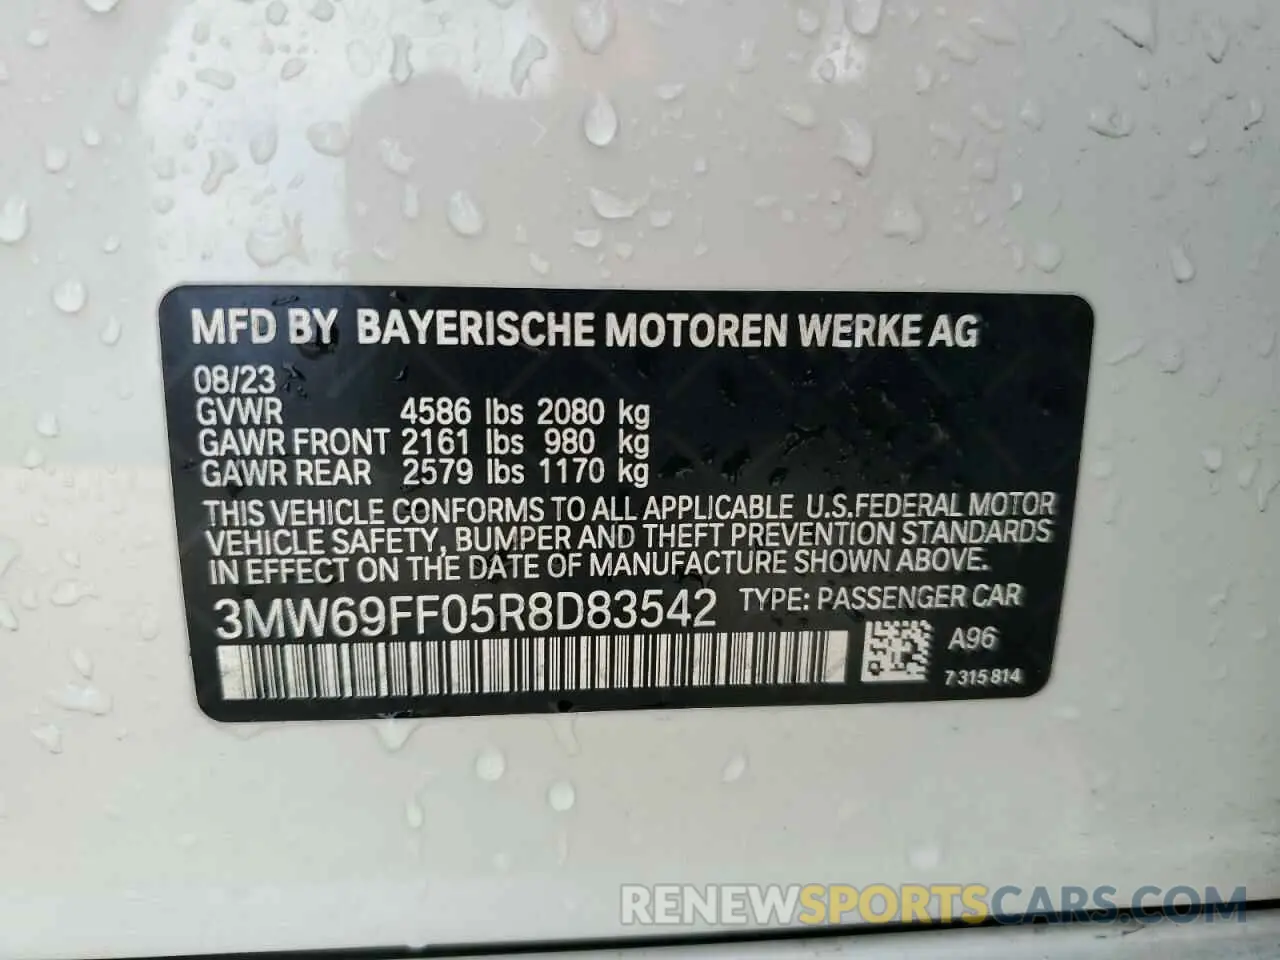 MFD BY BAYERISCHE MOTOREN WERKE AG
08/23
GVWR 4586 lbs 2080 kg
GAWR FRONT 2161 lbs 980 kg
GAWR REAR 2579 lbs 1170 kg
THIS VEHICLE CONFORMS TO ALL APPLICABLE U.S.FEDERAL MOTOR
VEHICLE SAFETY, BUMPER AND THEFT PREVENTION STANDARDS
IN EFFECT ON THE DATE OF MANUFACTURE SHOWN ABOVE.
3MW69FF05R8D83542 TYPE: PASSENGER CAR
A96
7 315 814
RENEWSPORTSCARS.COM